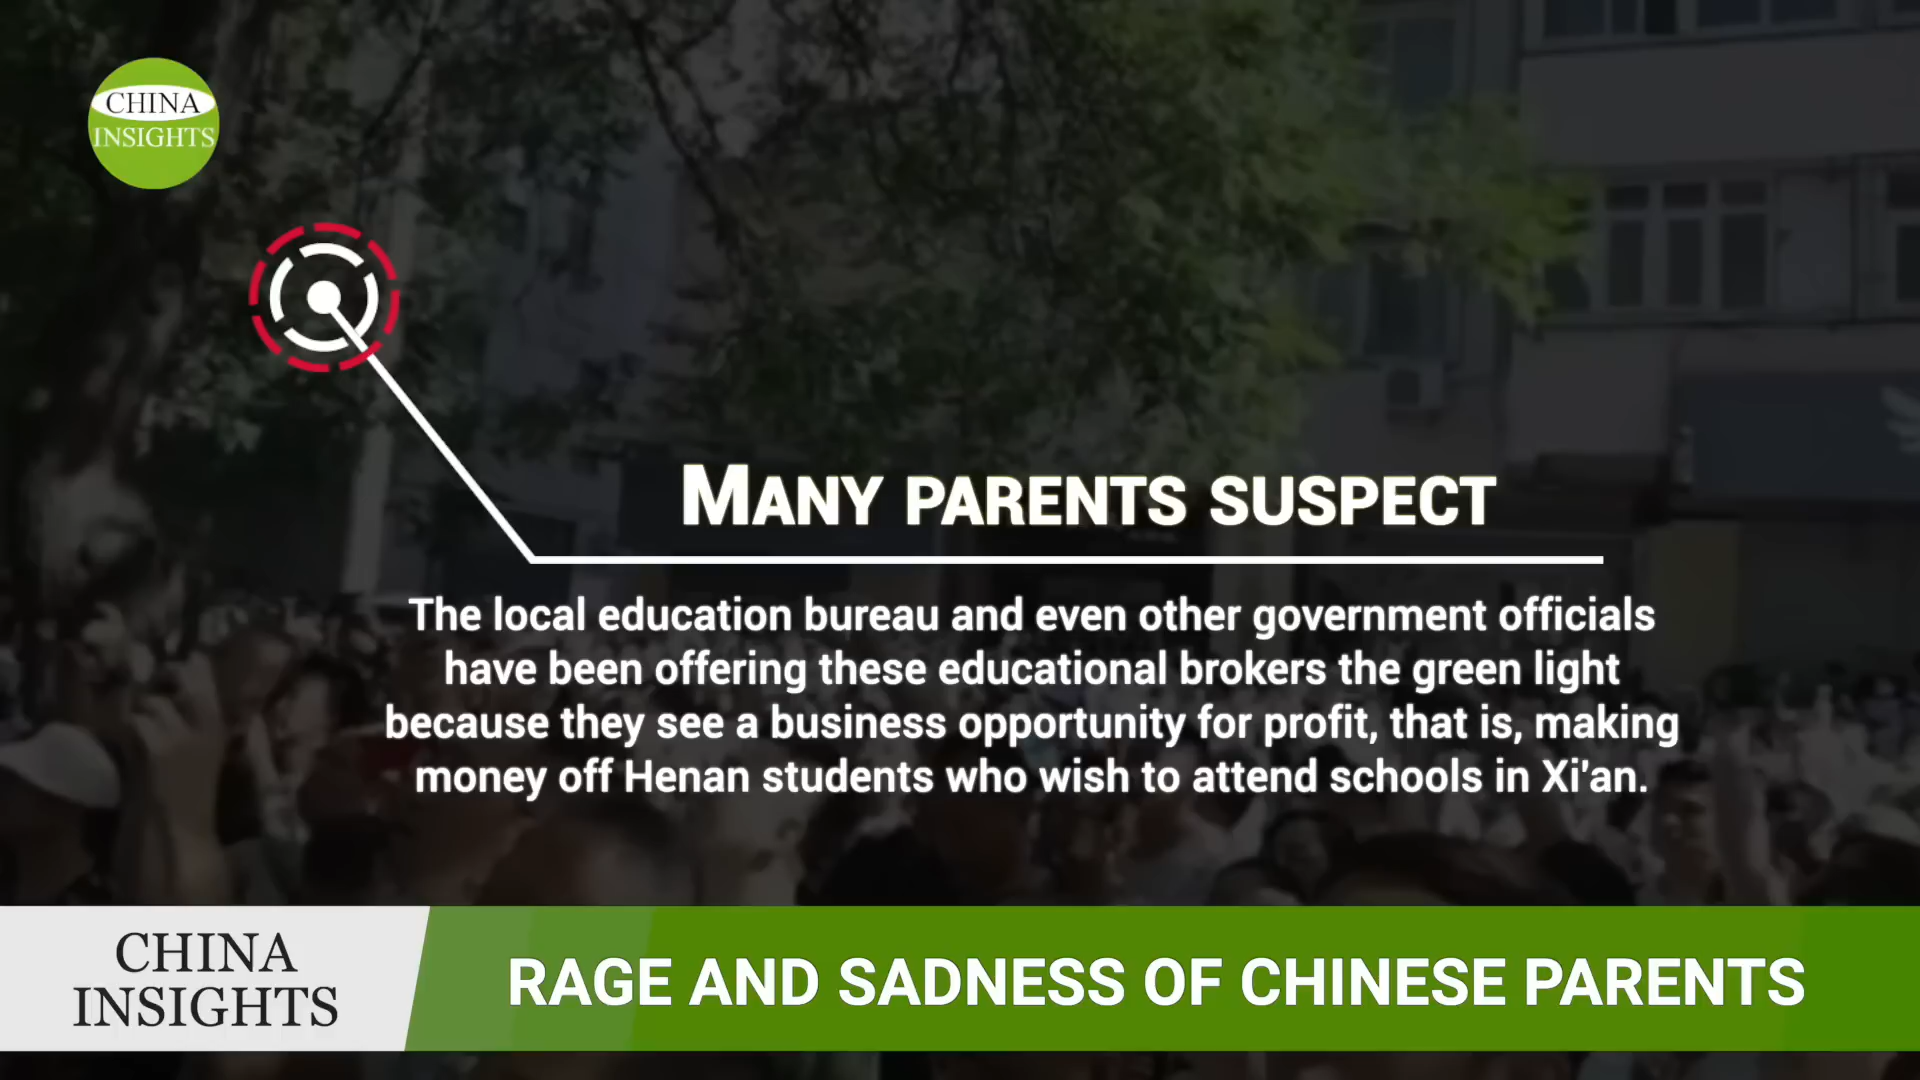 CHINA
INSIGHTS
MANY PARENTS SUSPECT
The local education bureau and even other government officials
have been offering these educational brokers the green light
because they see a business opportunity for profit, that is, making
money off Henan students who wish to attend schools in Xi'an.
CHINA
INSIGHTS
RAGE AND SADNESS OF CHINESE PARENTS